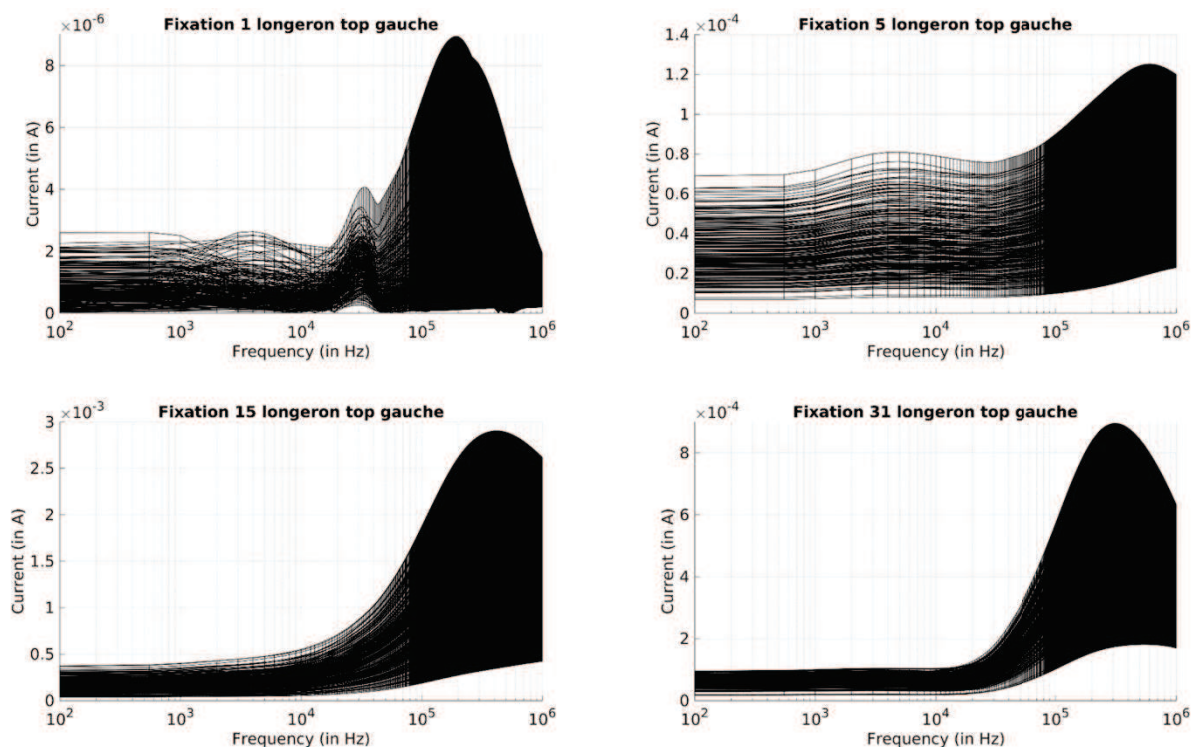 Fixation 1 longeron top gauche
×10⁻⁶
8
6
4
2
0
Current (in A)
10² 10³ 10⁴ 10⁵ 10⁶
Frequency (in Hz)
Fixation 5 longeron top gauche
×10⁻⁴
1.4
1.2
1
0.8
0.6
0.4
0.2
0
Current (in A)
10² 10³ 10⁴ 10⁵ 10⁶
Frequency (in Hz)
Fixation 15 longeron top gauche
×10⁻³
3
2.5
2
1.5
1
0.5
0
Current (in A)
10² 10³ 10⁴ 10⁵ 10⁶
Frequency (in Hz)
Fixation 31 longeron top gauche
×10⁻⁴
8
6
4
2
0
Current (in A)
10² 10³ 10⁴ 10⁵ 10⁶
Frequency (in Hz)